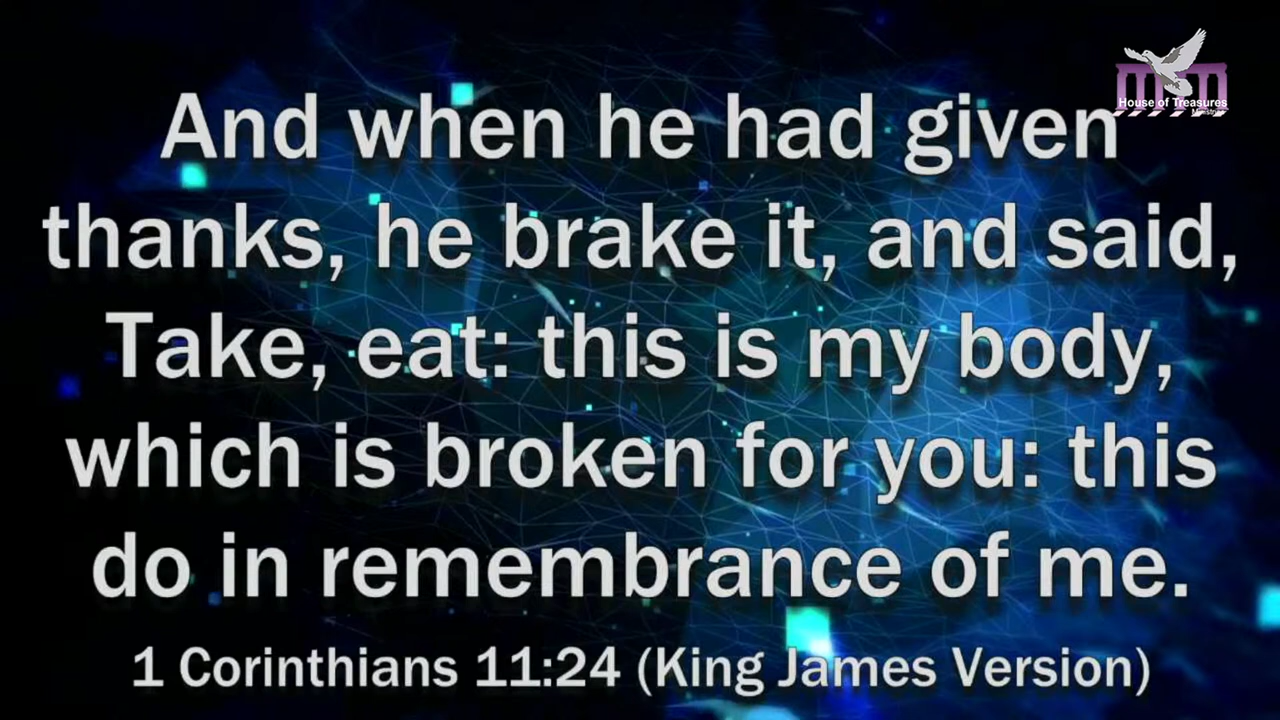 House of Treasures
Ministry
And when he had given
thanks, he brake it, and said,
Take, eat: this is my body,
which is broken for you: this
do in remembrance of me.
1 Corinthians 11:24 (King James Version)